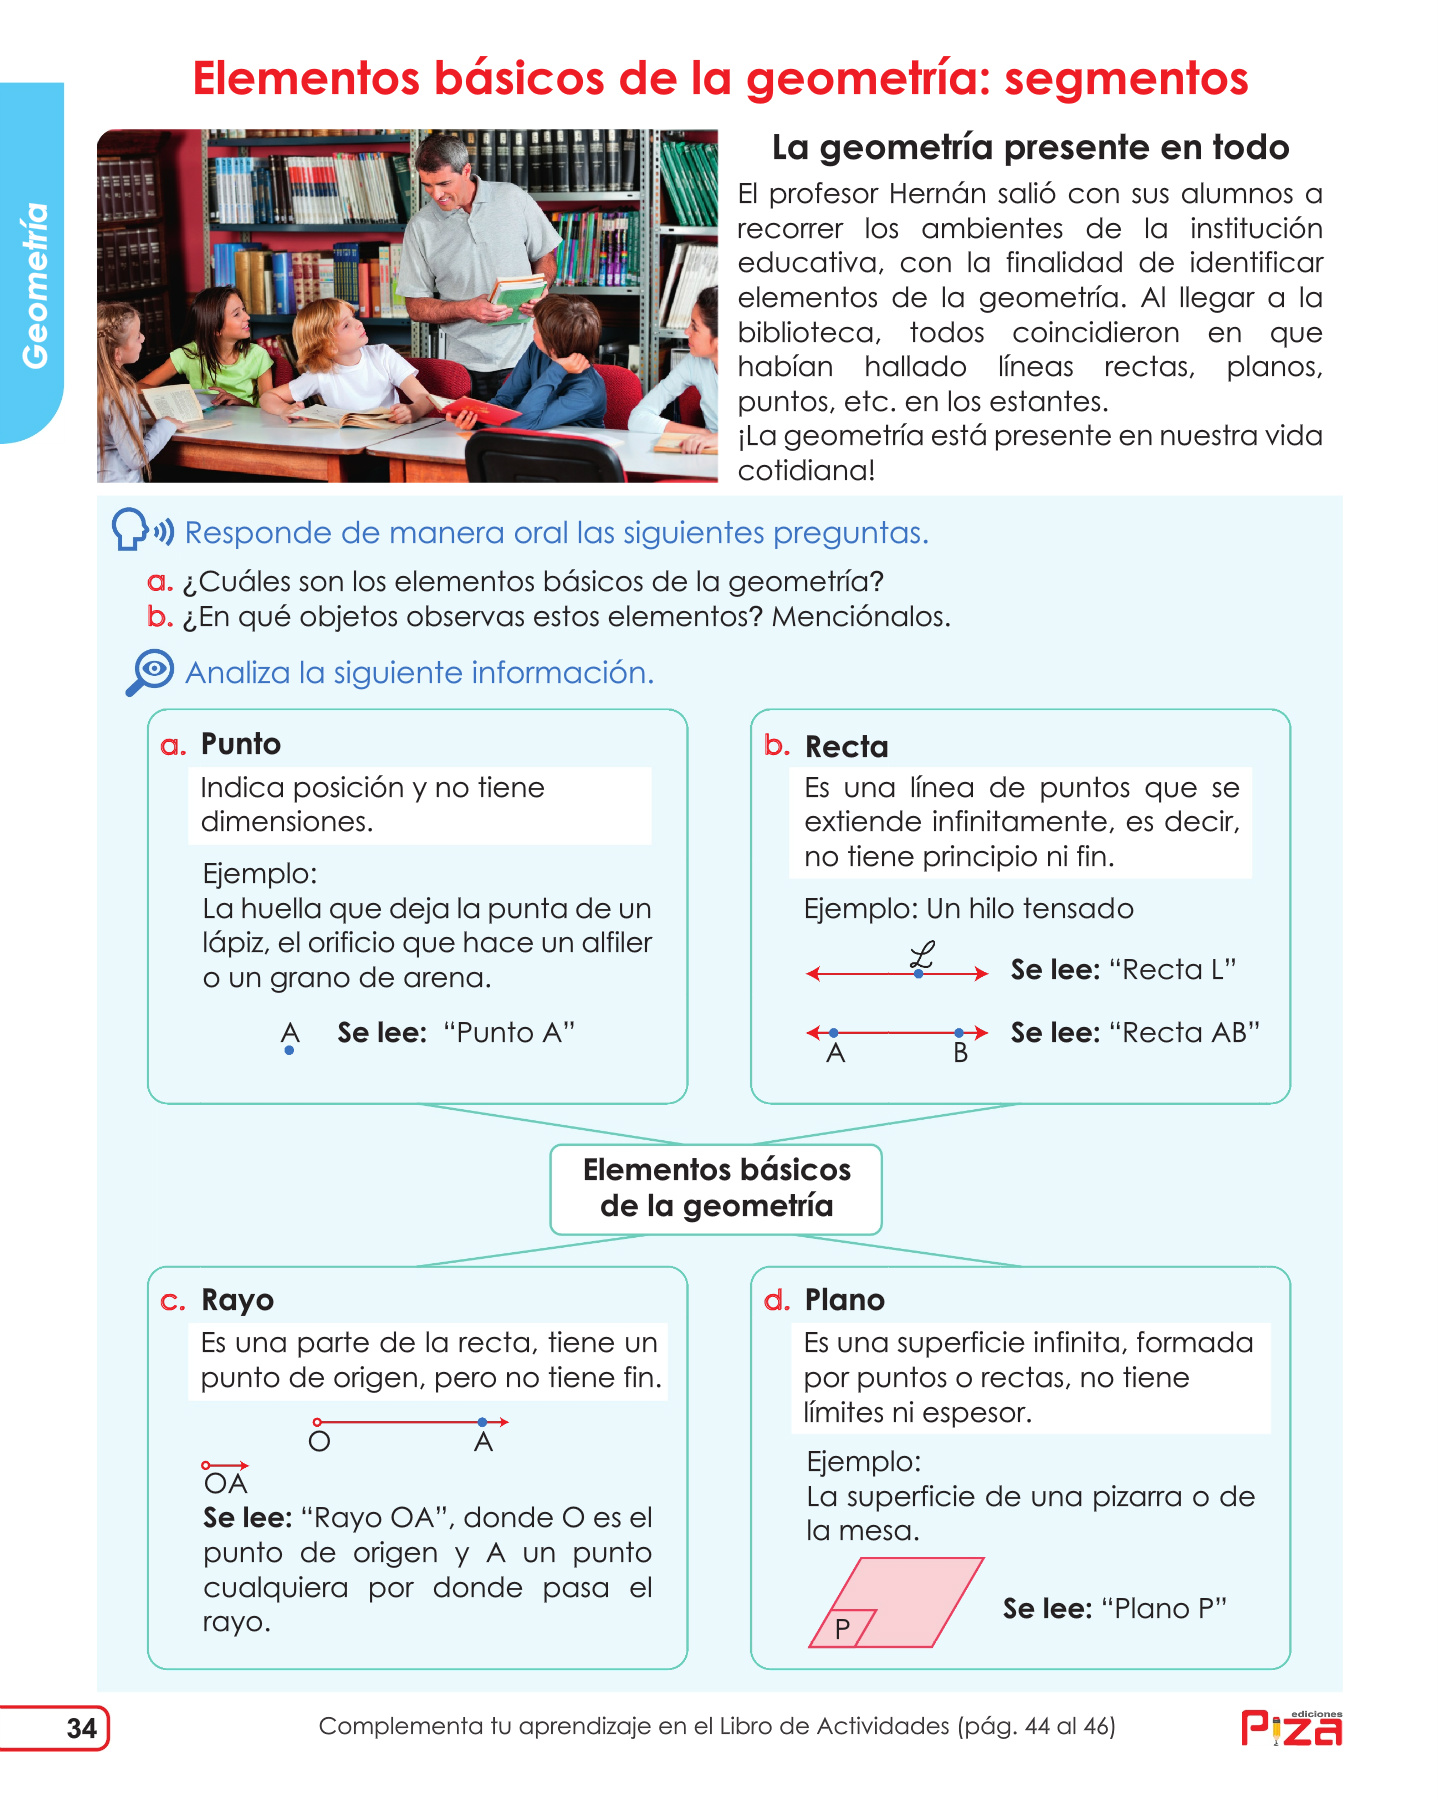 Elementos básicos de la geometría: segmentos
Geometría
La geometría presente en todo
El profesor Hernán salió con sus alumnos a
recorrer los ambientes de la institución
educativa, con la finalidad de identificar
elementos de la geometría. Al llegar a la
biblioteca, todos coincidieron en que
habían hallado líneas rectas, planos,
puntos, etc. en los estantes.
¡La geometría está presente en nuestra vida
cotidiana!
Responde de manera oral las siguientes preguntas.
a. ¿Cuáles son los elementos básicos de la geometría?
b. ¿En qué objetos observas estos elementos? Menciónalos.
Analiza la siguiente información.
a. Punto
Indica posición y no tiene
dimensiones.
Ejemplo:
La huella que deja la punta de un
lápiz, el orificio que hace un alfiler
o un grano de arena.
A Se lee: “Punto A”
b. Recta
Es una línea de puntos que se
extiende infinitamente, es decir,
no tiene principio ni fin.
Ejemplo: Un hilo tensado
L Se lee: “Recta L”
Se lee: “Recta AB”
A B
Elementos básicos
de la geometría
c. Rayo
Es una parte de la recta, tiene un
punto de origen, pero no tiene fin.
O A
OA
Se lee: “Rayo OA”, donde O es el
punto de origen y A un punto
cualquiera por donde pasa el
rayo.
d. Plano
Es una superficie infinita, formada
por puntos o rectas, no tiene
límites ni espesor.
Ejemplo:
La superficie de una pizarra o de
la mesa.
P Se lee: “Plano P”
34
Complementa tu aprendizaje en el Libro de Actividades (pág. 44 al 46)
ediciones
Piza